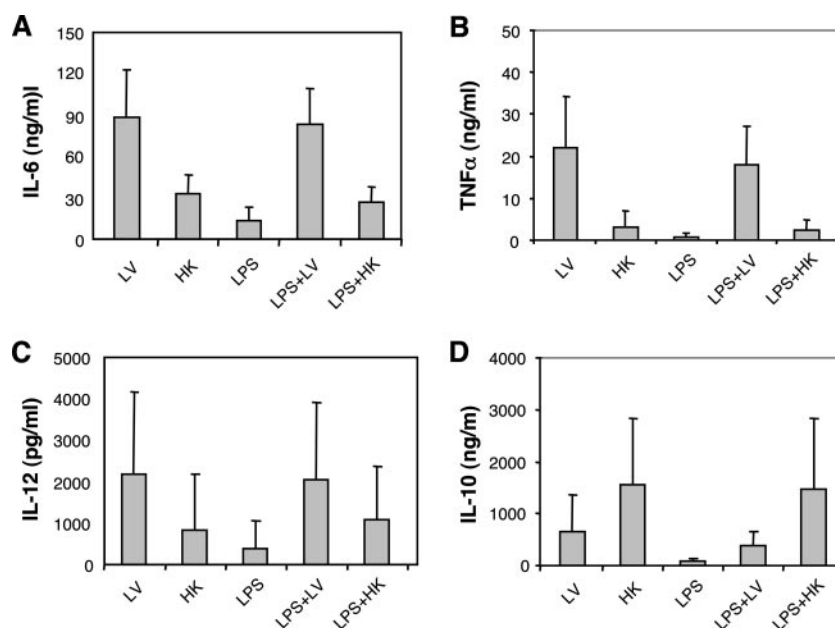 A
IL-6 (ng/m)l
150
120
90
60
30
0
LV
HK
LPS
LPS+LV
LPS+HK
B
TNFα (ng/ml)
50
40
30
20
10
0
LV
HK
LPS
LPS+LV
LPS+HK
C
IL-12 (pg/ml)
5000
4000
3000
2000
1000
0
LV
HK
LPS
LPS+LV
LPS+HK
D
IL-10 (ng/m)
4000
3000
2000
1000
0
LV
HK
LPS
LPS+LV
LPS+HK